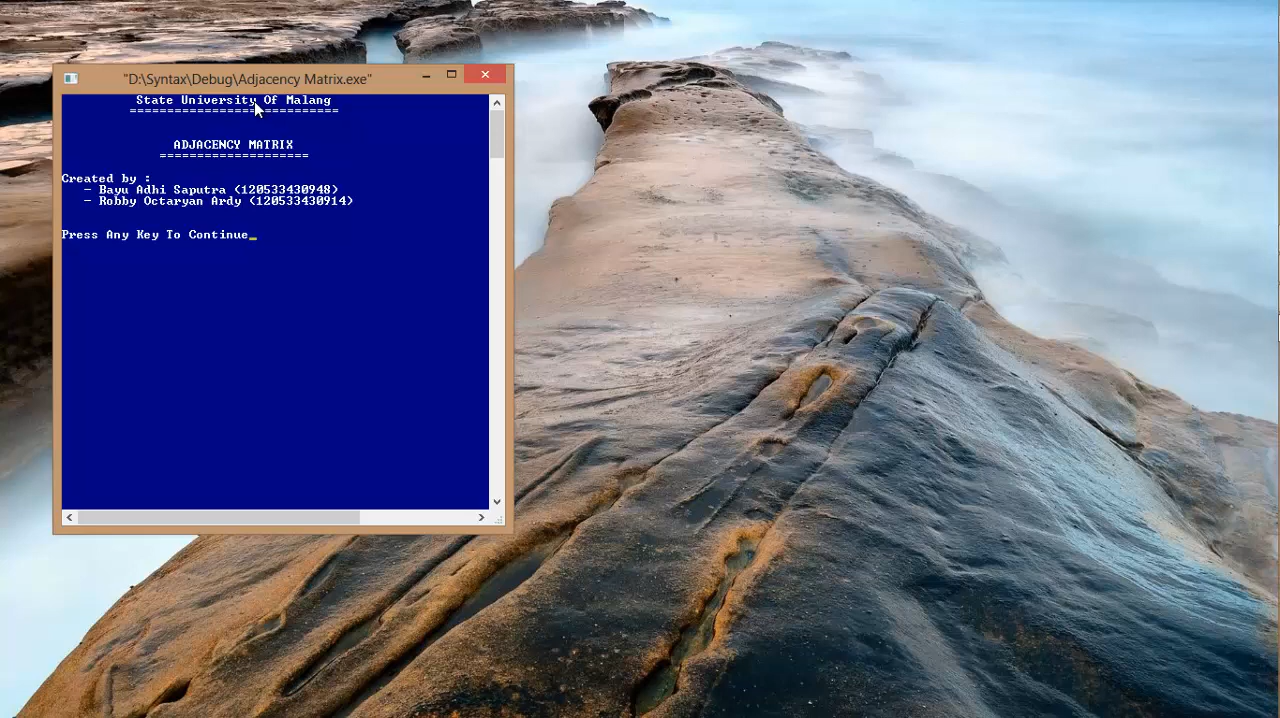 "D:\Syntax\Debug\Adjacency Matrix.exe"
State University Of Malang
============================
ADJACENCY MATRIX
====================
Created by :
- Bayu Adhi Saputra (120533430948)
- Robby Octaryan Ardy (120533430914)
Press Any Key To Continue_